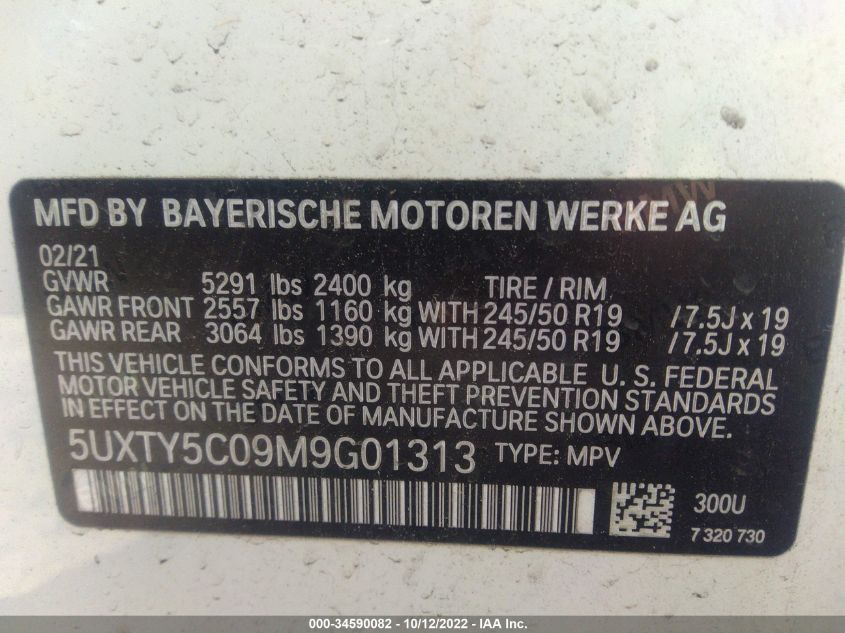 MFD BY BAYERISCHE MOTOREN WERKE AG
02/21
GVWR 5291 lbs 2400 kg TIRE / RIM
GAWR FRONT 2557 lbs 1160 kg WITH 245/50 R19 / 7.5J x 19
GAWR REAR 3064 lbs 1390 kg WITH 245/50 R19 / 7.5J x 19
THIS VEHICLE CONFORMS TO ALL APPLICABLE U. S. FEDERAL
MOTOR VEHICLE SAFETY AND THEFT PREVENTION STANDARDS
IN EFFECT ON THE DATE OF MANUFACTURE SHOWN ABOVE.
5UXTY5C09M9G01313 TYPE: MPV
300U
7 320 730
000-34590082 - 10/12/2022 - IAA Inc.